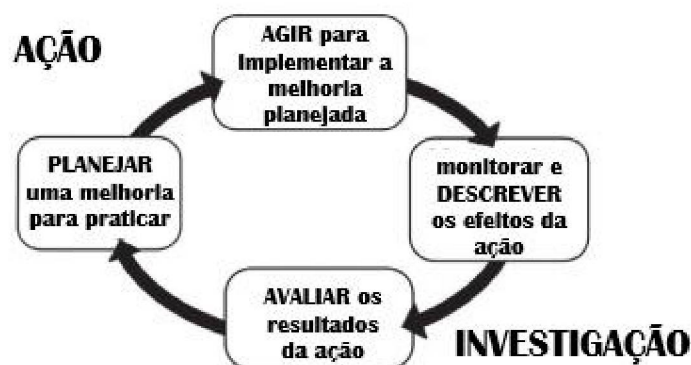 AÇÃO
AGIR para
Implementar a
melhoria
planejada
monitorar e
DESCREVER
os efeitos da
ação
INVESTIGAÇÃO
AVALIAR os
resultados
da ação
PLANEJAR
uma melhoria
para praticar